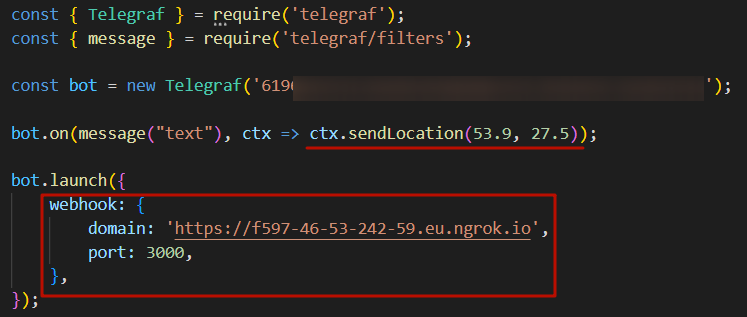 const { Telegraf } = require('telegraf');
const { message } = require('telegraf/filters');
const bot = new Telegraf('6196 ');
bot.on(message("text"), ctx => ctx.sendLocation(53.9, 27.5));
bot.launch({
webhook: {
domain: 'https://f597-46-53-242-59.eu.ngrok.io',
port: 3000,
},
});